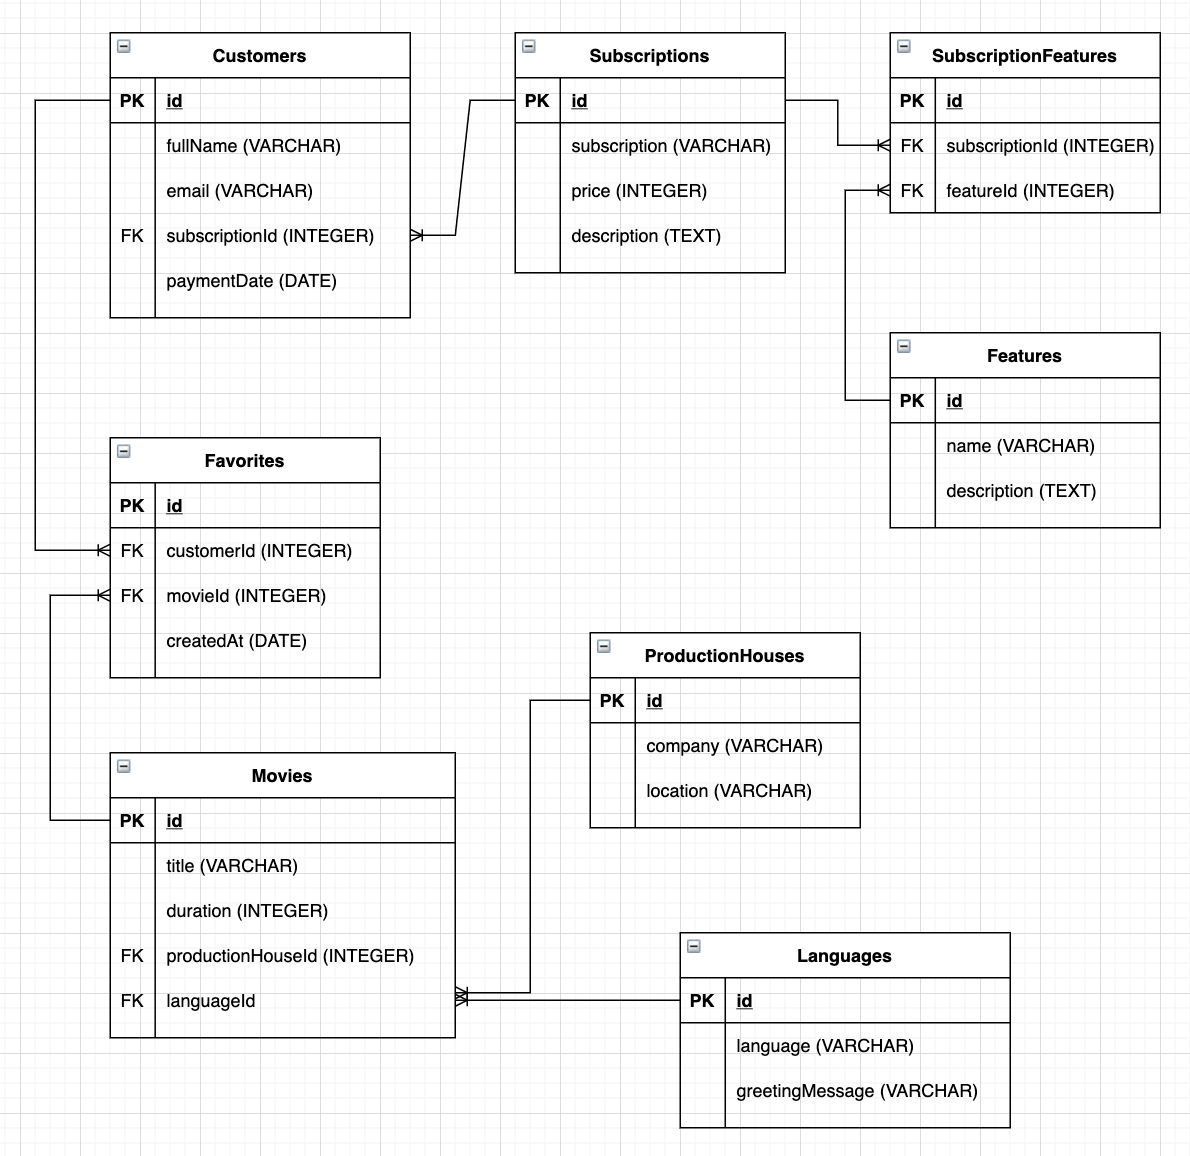 Customers
PK id
fullName (VARCHAR)
email (VARCHAR)
FK subscriptionId (INTEGER)
paymentDate (DATE)
Subscriptions
PK id
subscription (VARCHAR)
price (INTEGER)
description (TEXT)
SubscriptionFeatures
PK id
FK subscriptionId (INTEGER)
FK featureId (INTEGER)
Features
PK id
name (VARCHAR)
description (TEXT)
Favorites
PK id
FK customerId (INTEGER)
FK movieId (INTEGER)
createdAt (DATE)
ProductionHouses
PK id
company (VARCHAR)
location (VARCHAR)
Movies
PK id
title (VARCHAR)
duration (INTEGER)
FK productionHouseId (INTEGER)
FK languageId
Languages
PK id
language (VARCHAR)
greetingMessage (VARCHAR)